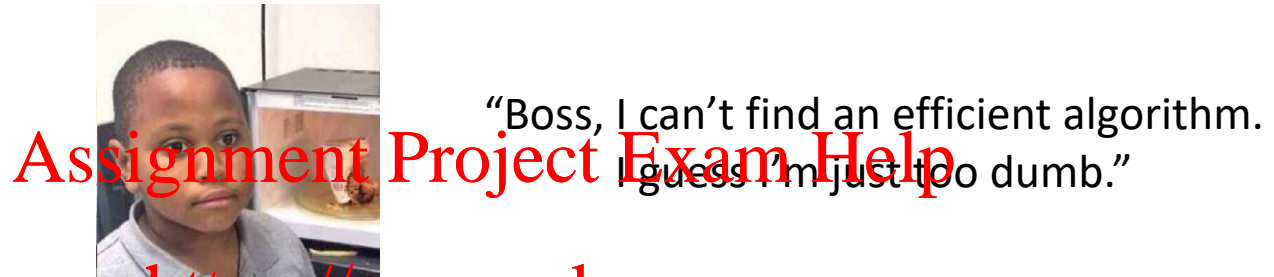 “Boss, I can’t find an efficient algorithm.
I guess I’m just too dumb.”
Assignment Project Exam Help